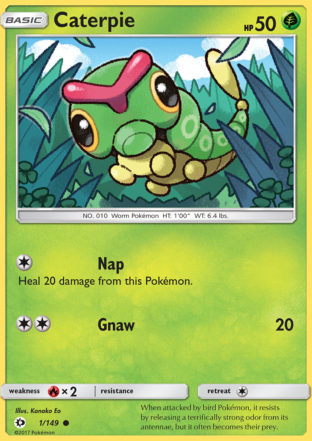 BASIC Caterpie HP 50
NO. 010 Worm Pokémon HT: 1'00" WT: 6.4 lbs.
Nap
Heal 20 damage from this Pokémon.
Gnaw 20
weakness × 2 resistance retreat
Illus. Kanako Eo
1/149
©2017 Pokémon
When attacked by bird Pokémon, it resists
by releasing a terrifically strong odor from its
antennae, but it often becomes their prey.